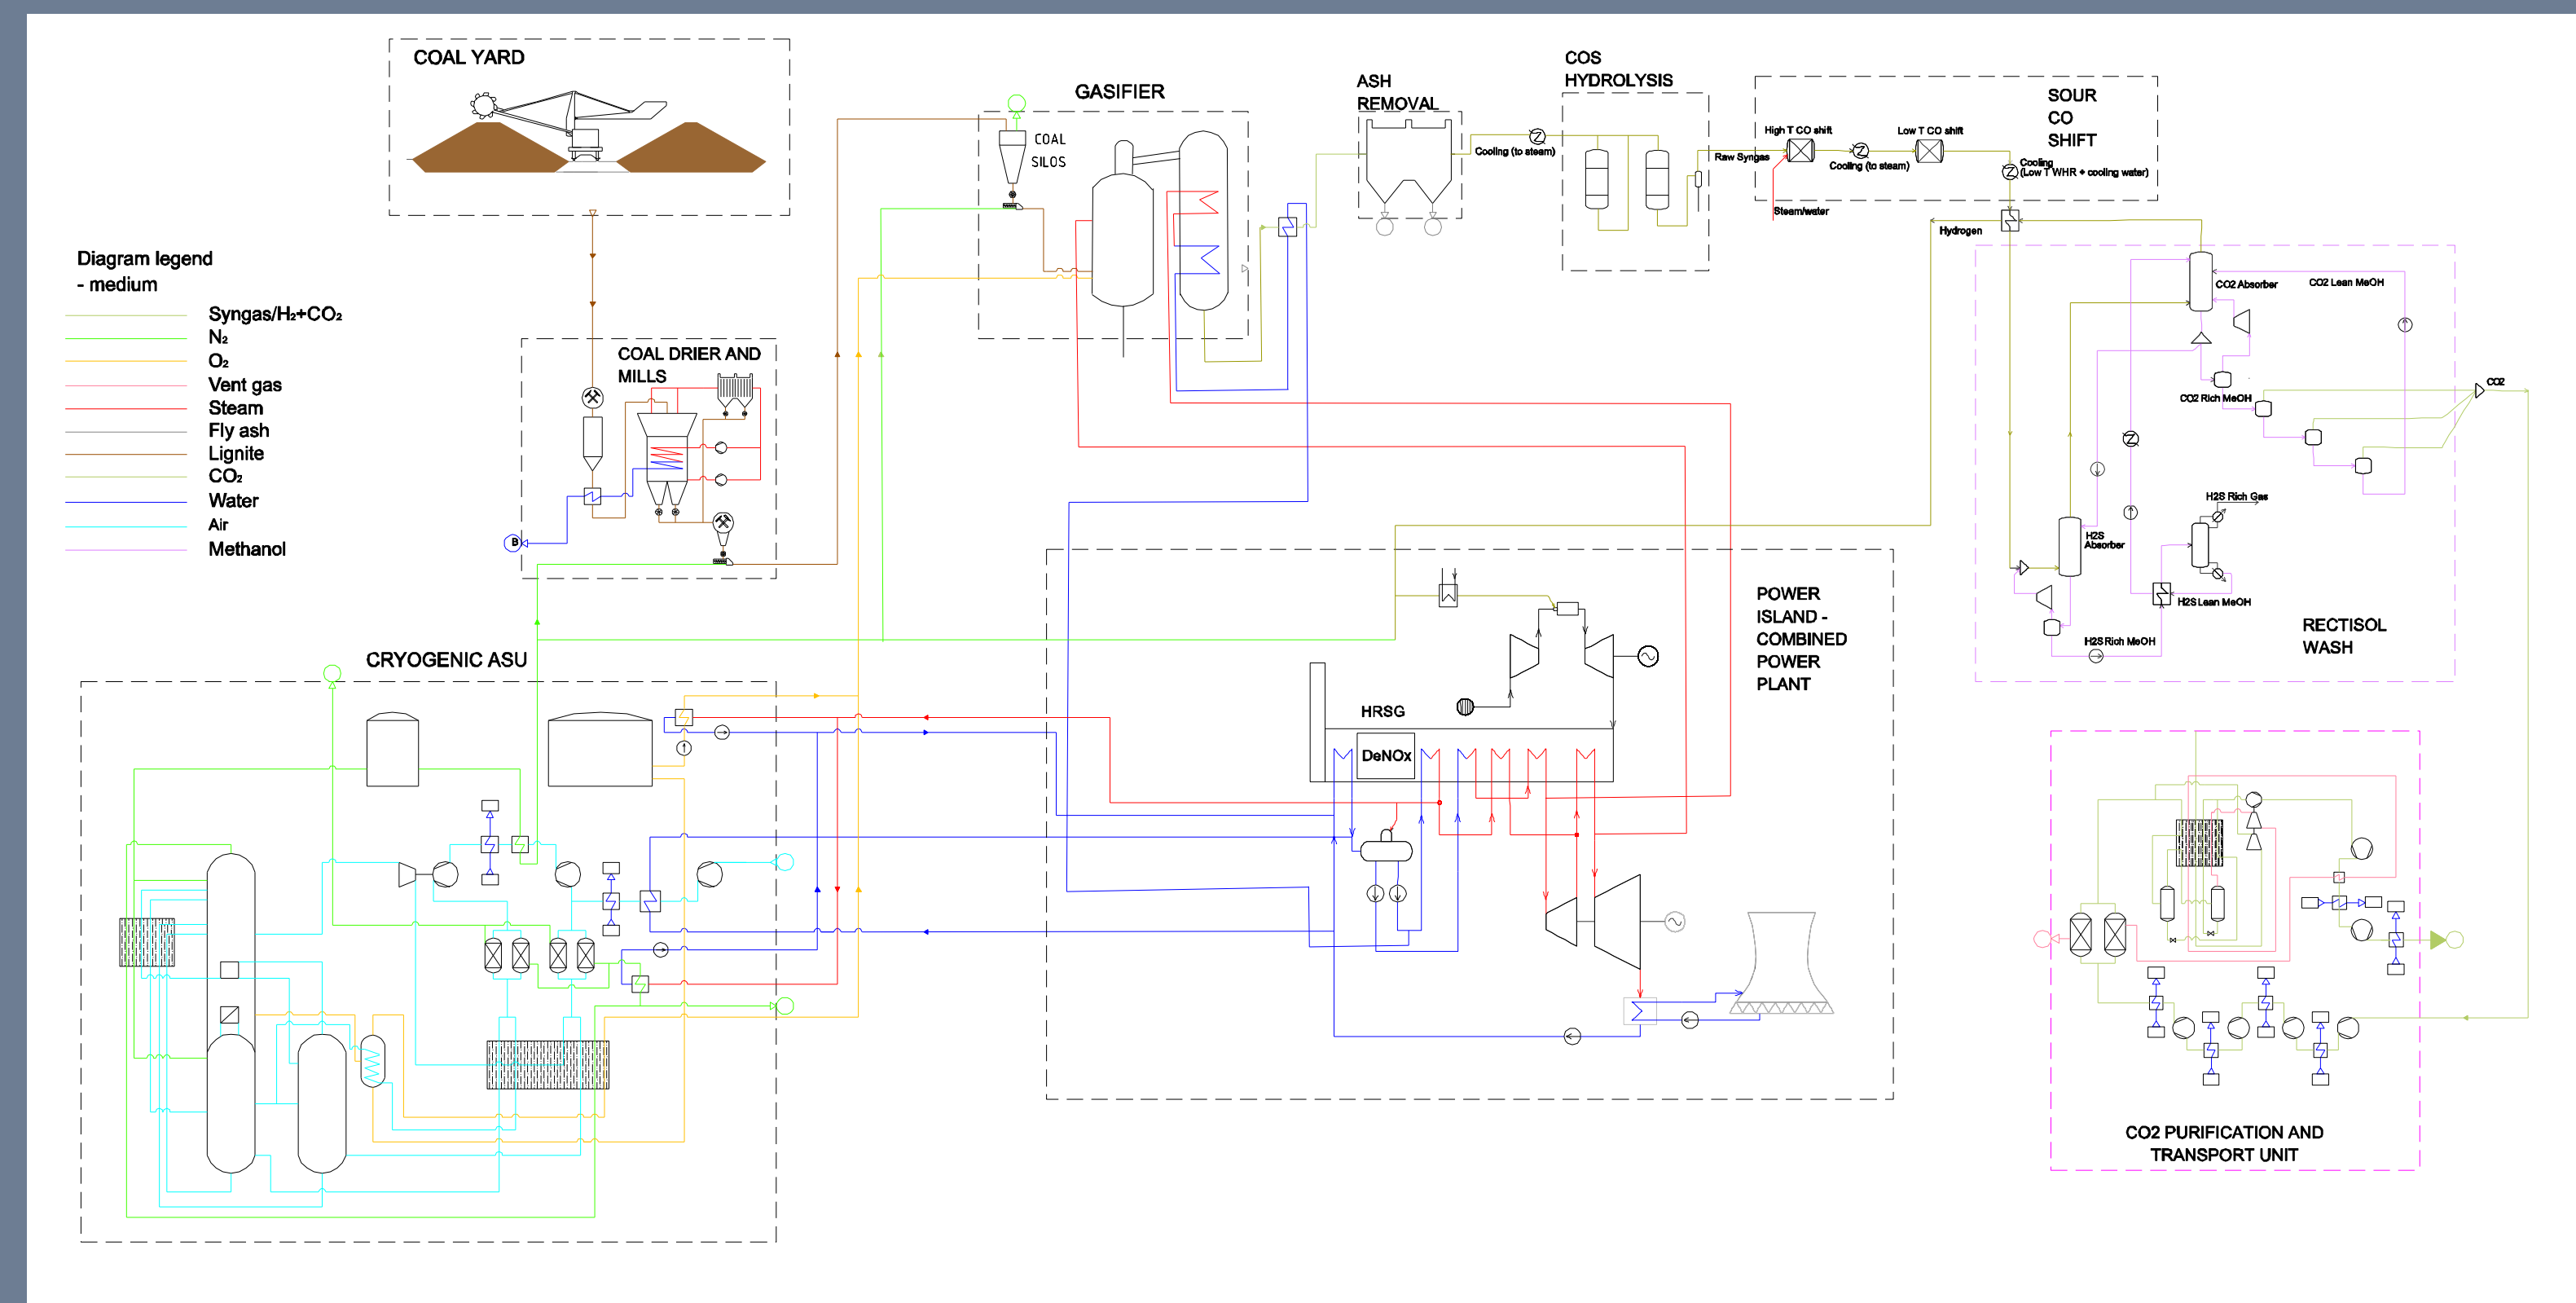 COAL YARD
GASIFIER
COAL
SILOS
ASH
REMOVAL
COS
HYDROLYSIS
SOUR
CO
SHIFT
High T CO shift
Low T CO shift
Cooling (to steam)
Raw Syngas
Cooling (to steam)
Cooling
(Low T WHR + cooling water)
Steam/water
Hydrogen
Diagram legend
- medium
Syngas/H2+CO2
N2
O2
Vent gas
Steam
Fly ash
Lignite
CO2
Water
Air
Methanol
COAL DRIER AND
MILLS
B
CO2 Absorber
CO2 Lean MeOH
CO2 Rich MeOH
CO2
H2S Rich Gas
H2S
Absorber
H2S Lean MeOH
H2S Rich MeOH
RECTISOL
WASH
POWER
ISLAND -
COMBINED
POWER
PLANT
HRSG
DeNOx
CRYOGENIC ASU
CO2 PURIFICATION AND
TRANSPORT UNIT